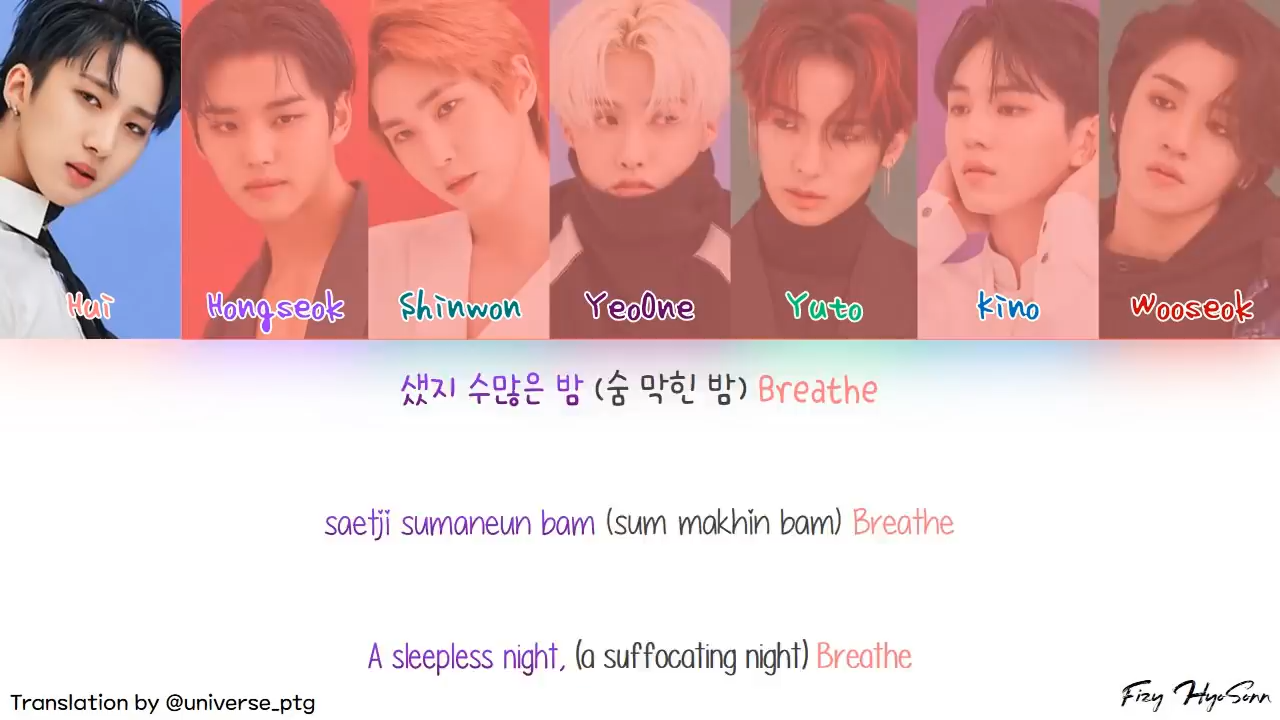 Hui Hongseok Shinwon YeoOne Yuto Kino Wooseok
샜지 수많은 밤 (숨 막힌 밤) Breathe
saetji sumaneun bam (sum makhin bam) Breathe
A sleepless night, (a suffocating night) Breathe
Translation by @universe_ptg
Fizy HyoSonn